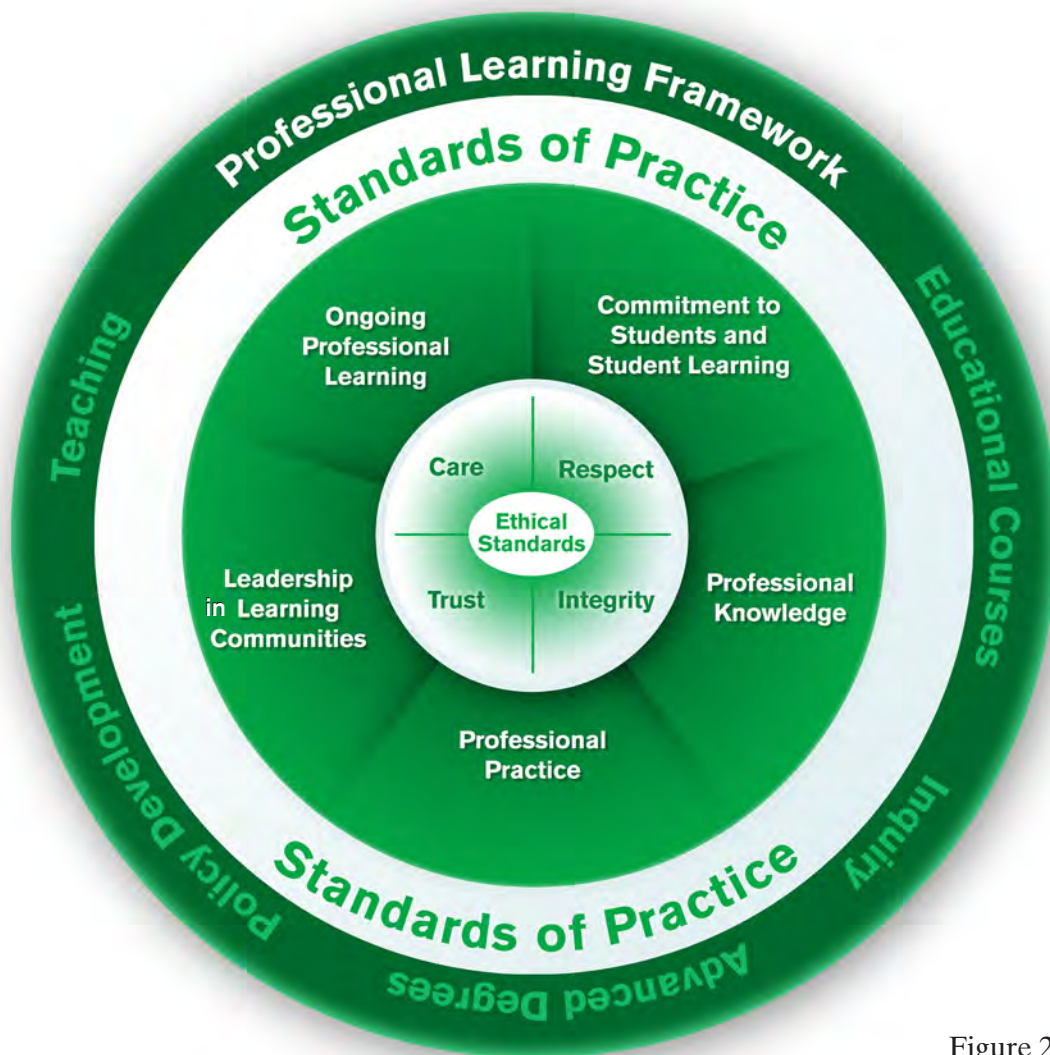 Professional Learning Framework
Standards of Practice
Ongoing
Professional
Learning
Commitment to
Students and
Student Learning
Care
Respect
Ethical
Standards
Trust
Integrity
Leadership
in Learning
Communities
Professional
Knowledge
Professional
Practice
Standards of Practice
Teaching
Educational Courses
Inquiry
Advanced Degrees
Policy Development
Figure 2